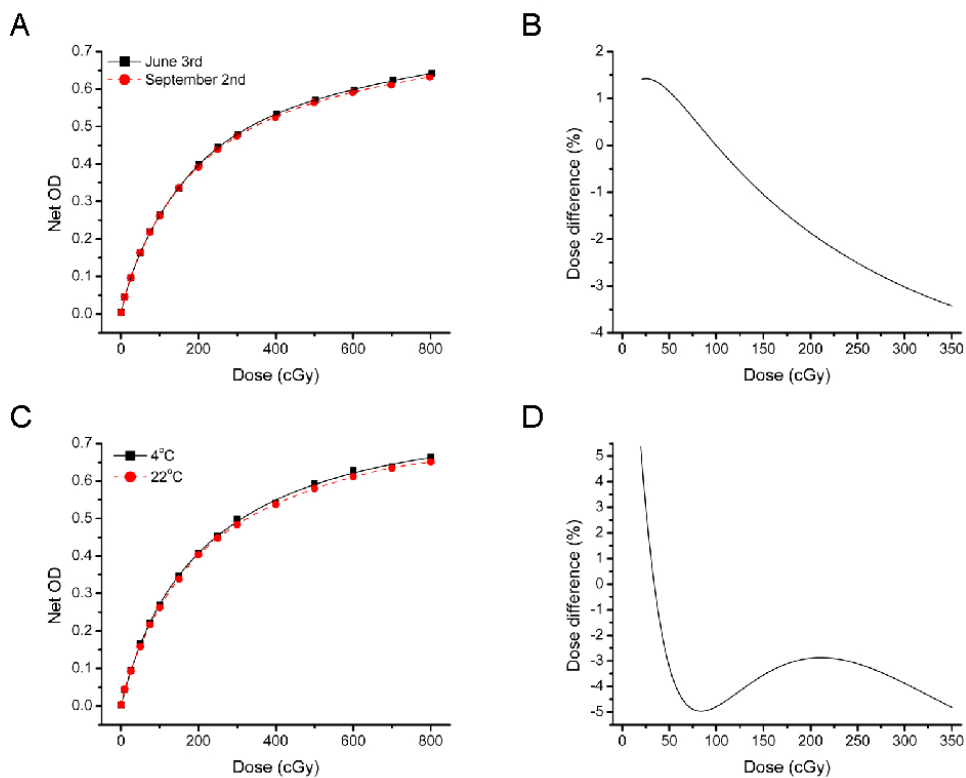 A
0.7
0.6
0.5
0.4
0.3
0.2
0.1
0.0
Net OD
June 3rd
September 2nd
0 200 400 600 800
Dose (cGy)
B
2
1
0
-1
-2
-3
-4
Dose difference (%)
0 50 100 150 200 250 300 350
Dose (cGy)
C
0.7
0.6
0.5
0.4
0.3
0.2
0.1
0.0
Net OD
4°C
22°C
0 200 400 600 800
Dose (cGy)
D
5
4
3
2
1
0
-1
-2
-3
-4
-5
Dose difference (%)
0 50 100 150 200 250 300 350
Dose (cGy)